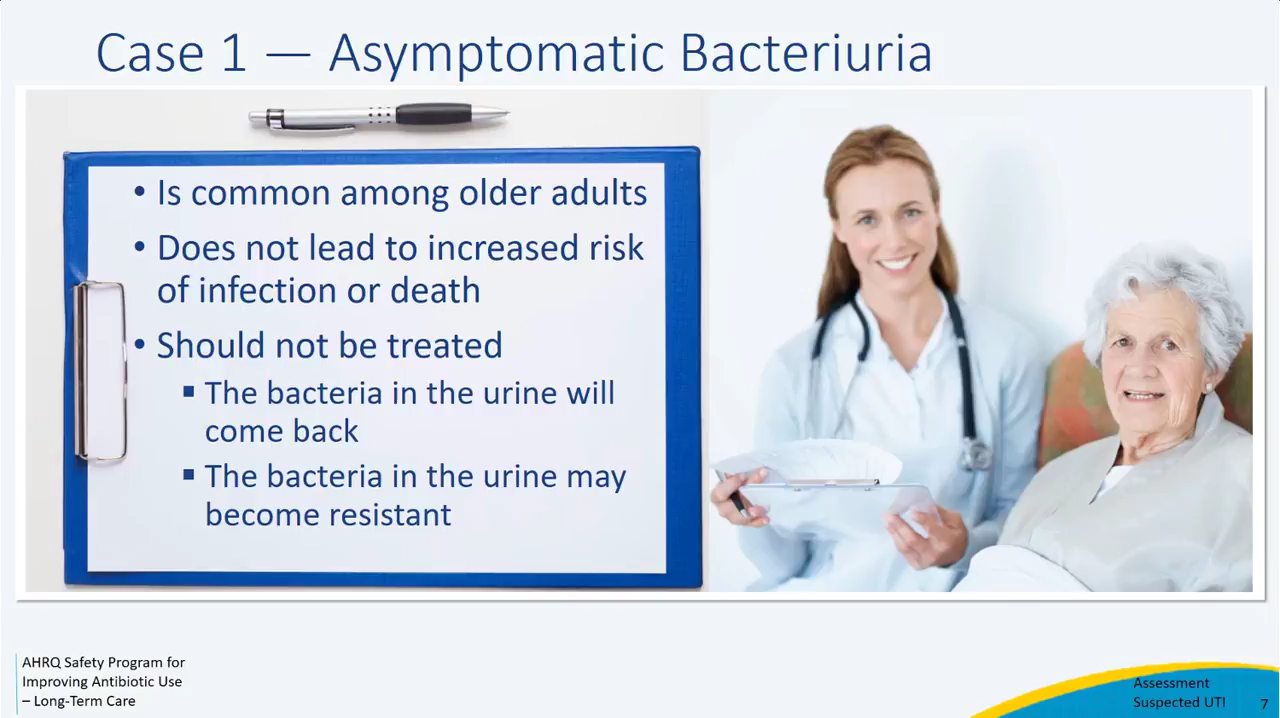 Case 1 — Asymptomatic Bacteriuria
• Is common among older adults
• Does not lead to increased risk
of infection or death
• Should not be treated
▪ The bacteria in the urine will
come back
▪ The bacteria in the urine may
become resistant
AHRQ Safety Program for
Improving Antibiotic Use
– Long-Term Care
Assessment
Suspected UTI
7